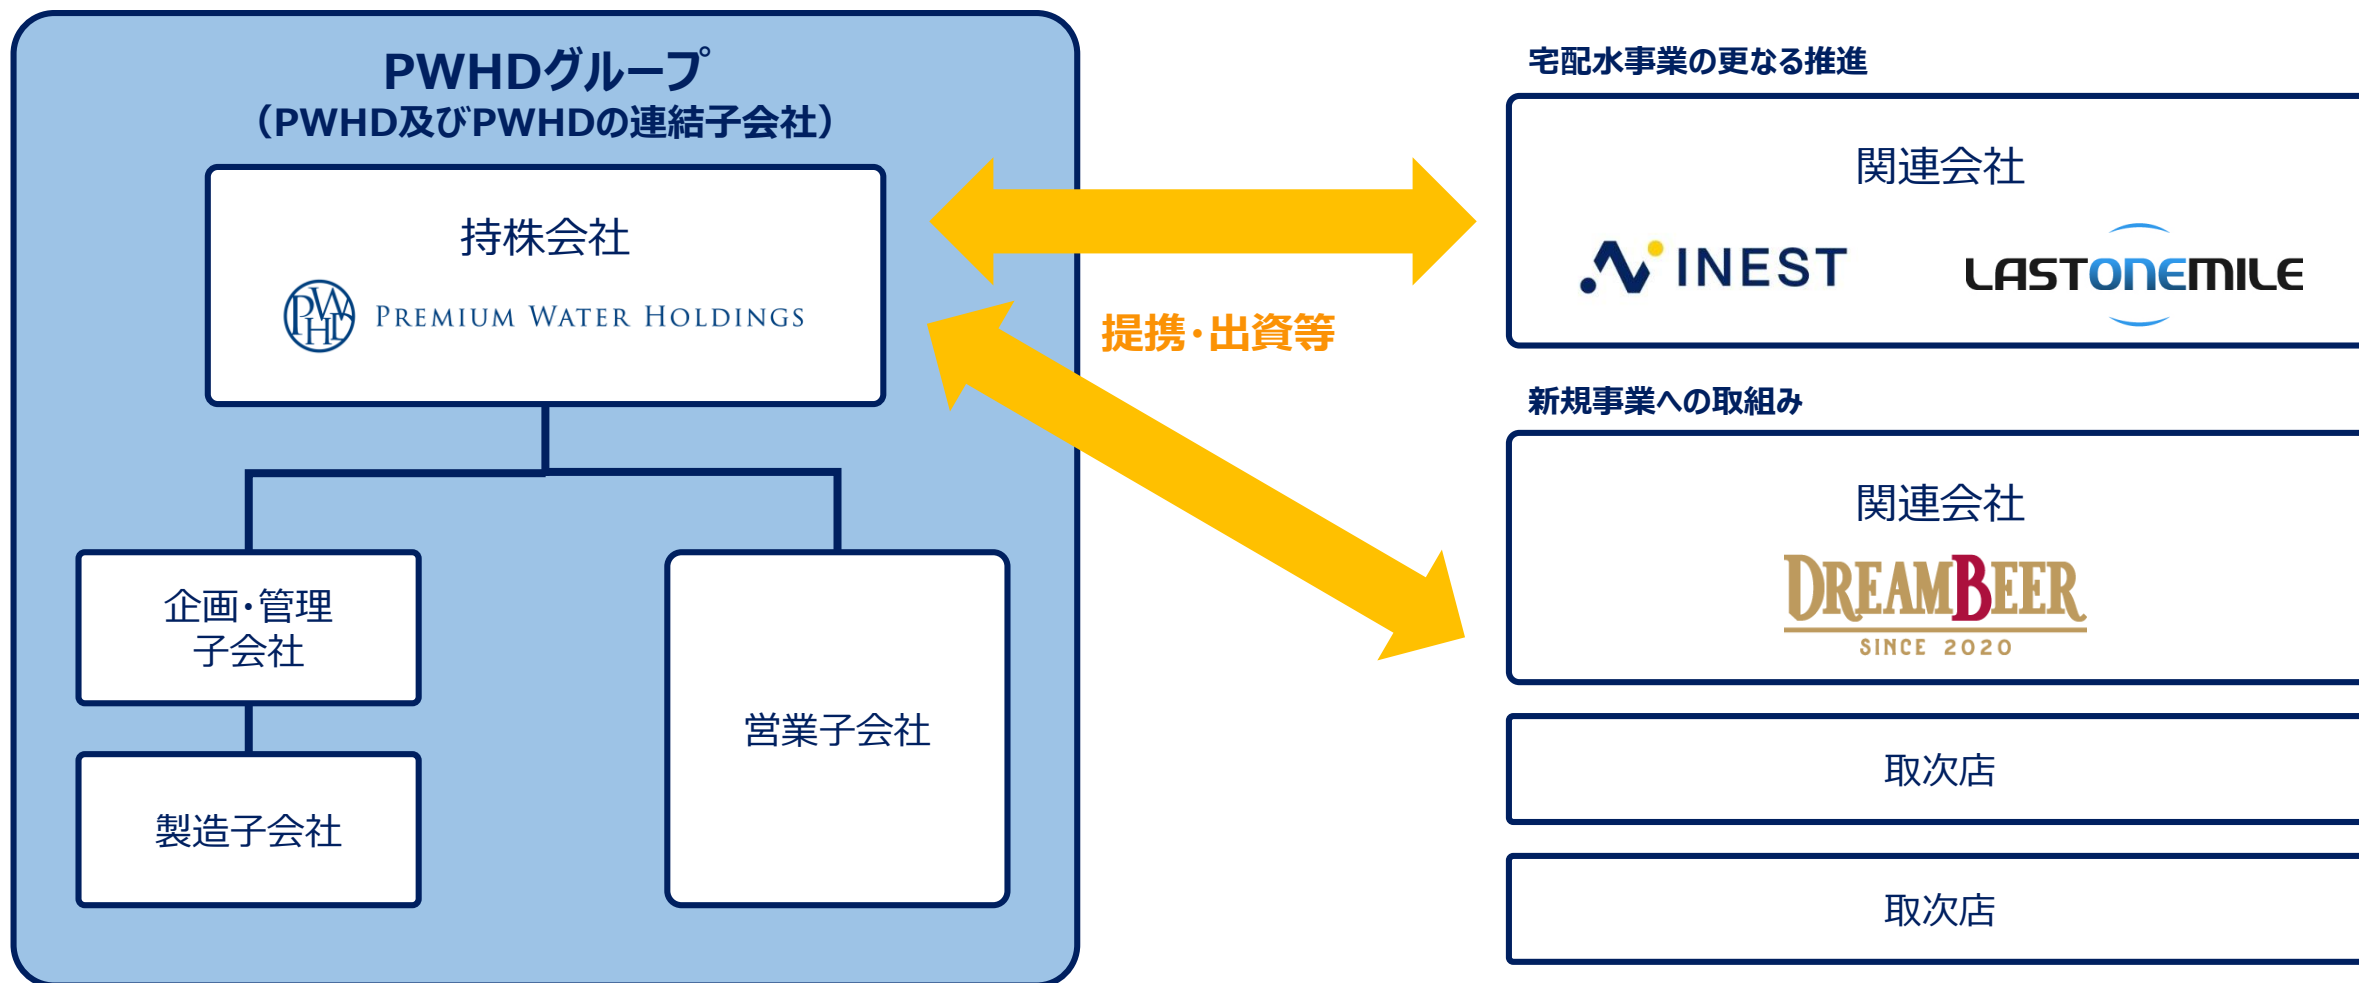 PWHDグループ
（PWHD及びPWHDの連結子会社）
持株会社
PWHD
PREMIUM WATER HOLDINGS
企画・管理
子会社
製造子会社
営業子会社
提携・出資等
宅配水事業の更なる推進
関連会社
INEST
LASTONEMILE
新規事業への取組み
関連会社
DREAMBEER
SINCE 2020
取次店
取次店